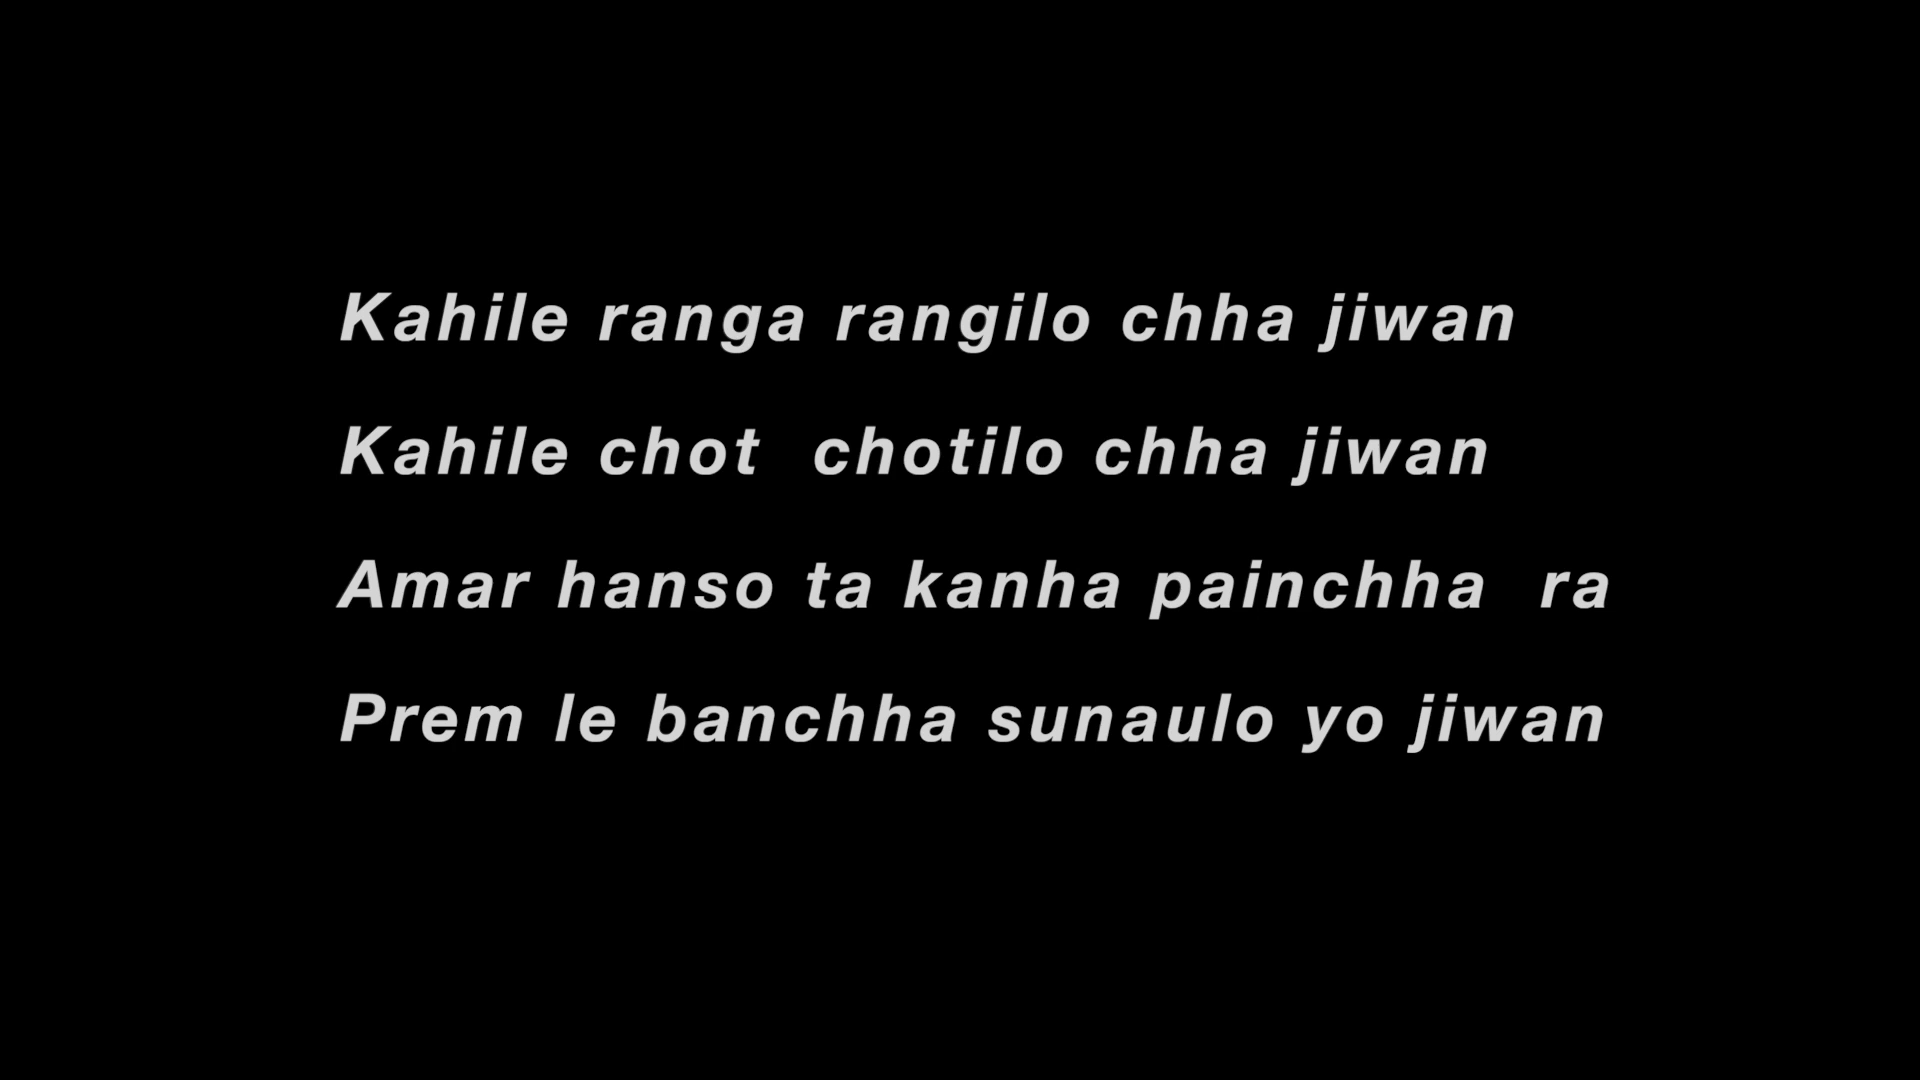 Kahile ranga rangilo chha jiwan
Kahile chot  chotilo chha jiwan
Amar hanso ta kanha painchha  ra
Prem le banchha sunaulo yo jiwan